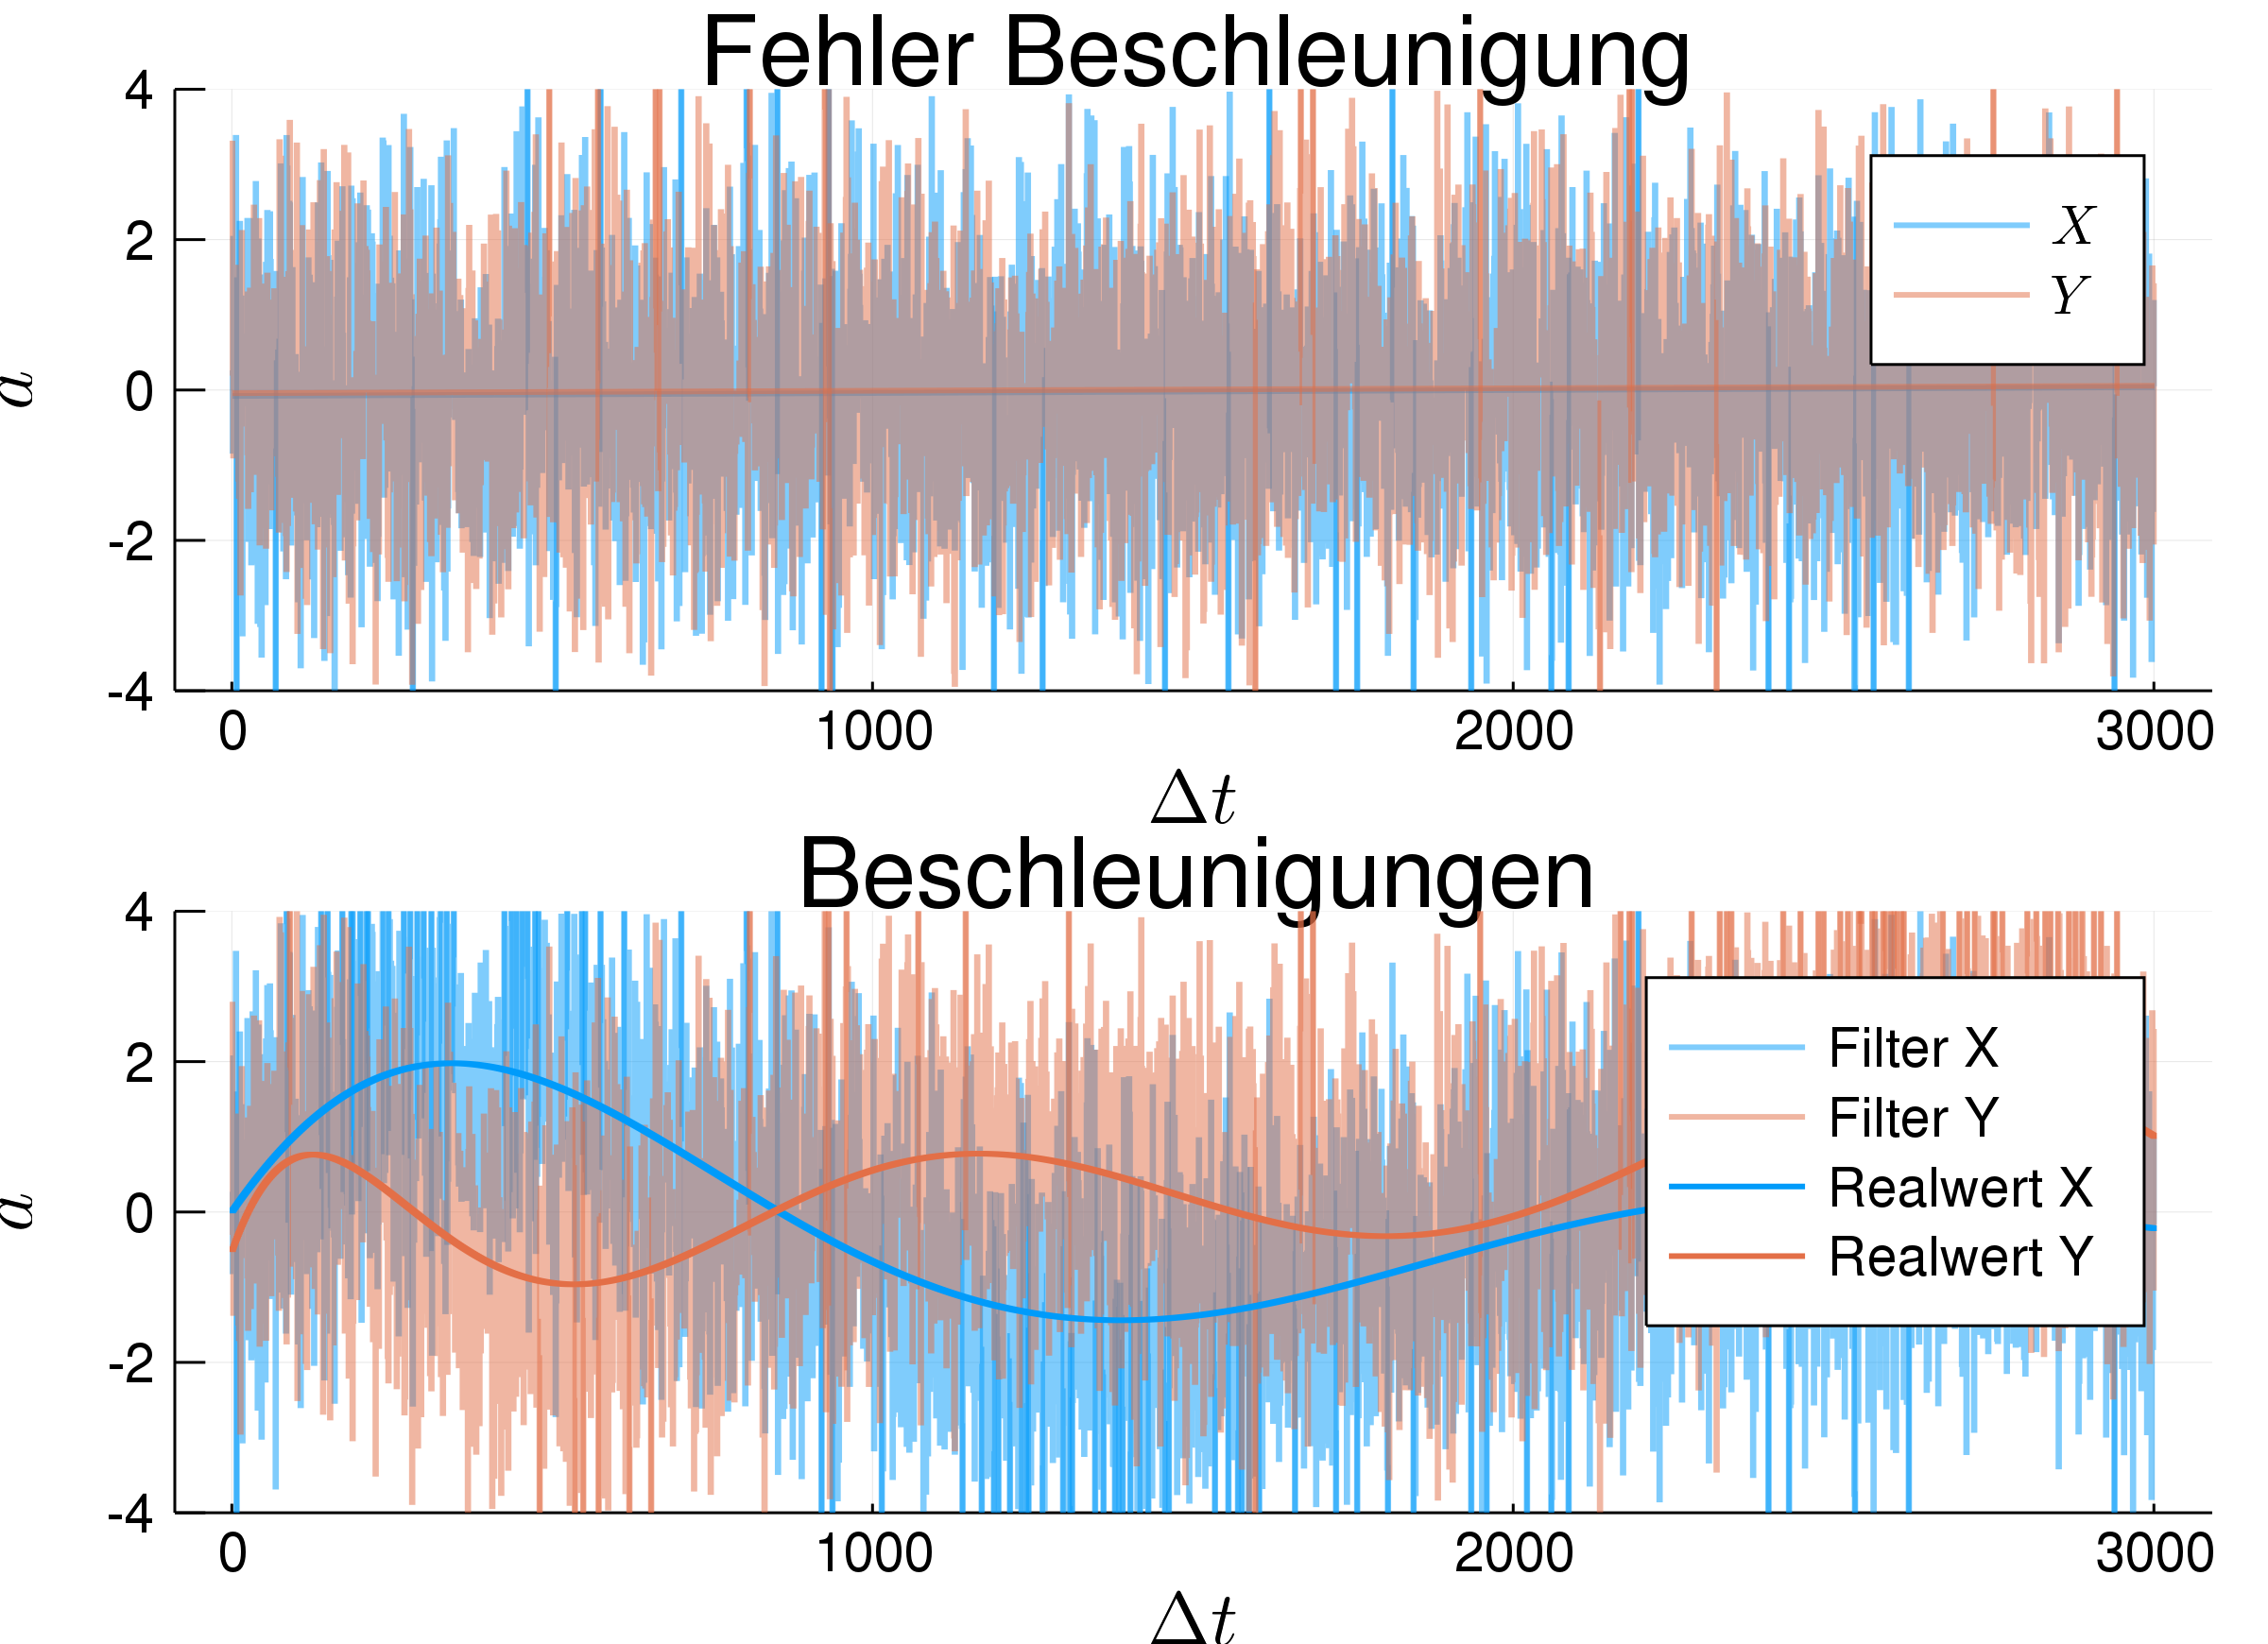 Fehler Beschleunigung
4
2
0
-2
-4
a
X
Y
0 1000 2000 3000
Δt
Beschleunigungen
4
2
0
-2
-4
a
Filter X
Filter Y
Realwert X
Realwert Y
0 1000 2000 3000
Δt